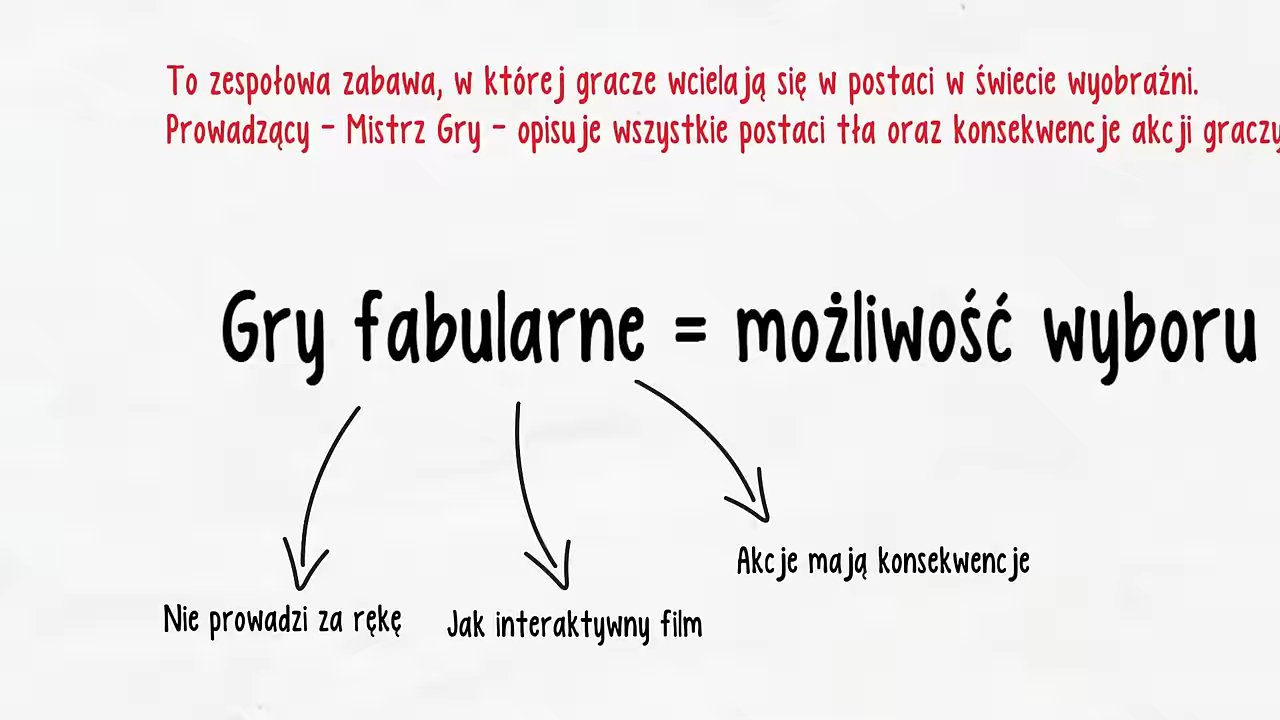 To zespołowa zabawa, w której gracze wcielają się w postaci w świecie wyobraźni.
Prowadzący – Mistrz Gry – opisuje wszystkie postaci tła oraz konsekwencje akcji graczy
Gry fabularne = możliwość wyboru
Akcje mają konsekwencje
Nie prowadzi za rękę
Jak interaktywny film